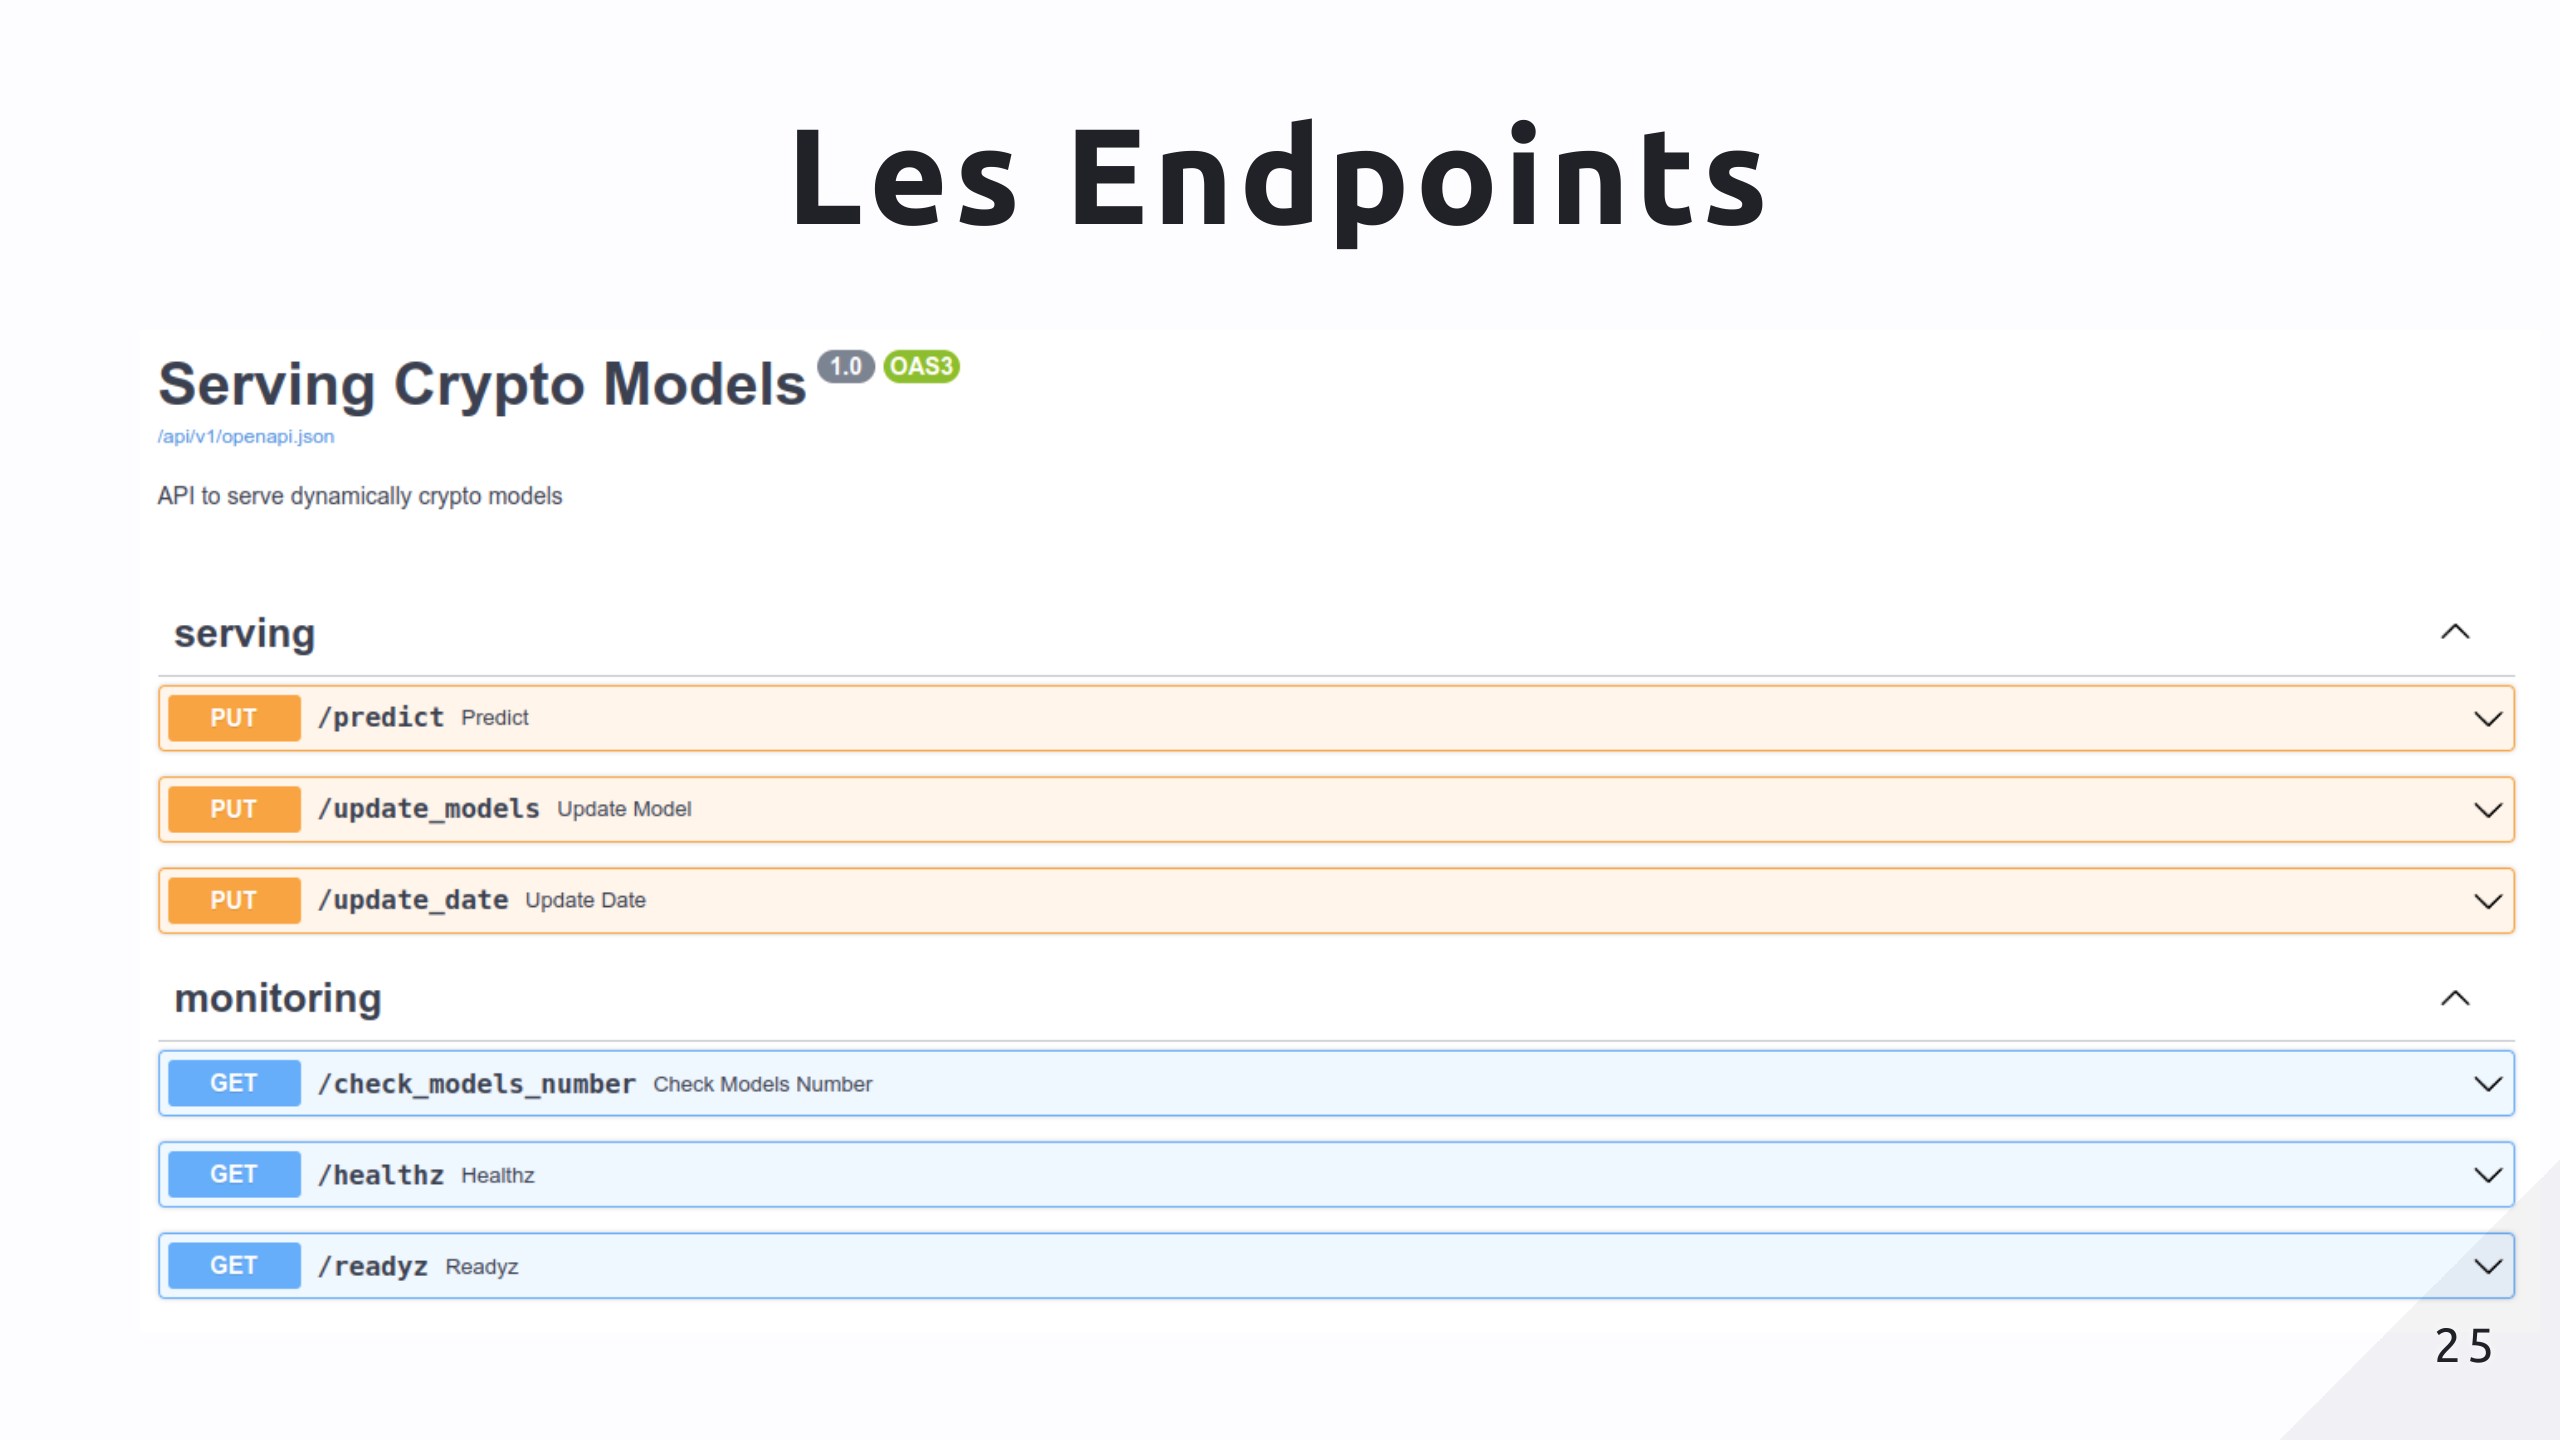 Les Endpoints
Serving Crypto Models 1.0 OAS3
/api/v1/openapi.json
API to serve dynamically crypto models
serving
PUT /predict Predict
PUT /update_models Update Model
PUT /update_date Update Date
monitoring
GET /check_models_number Check Models Number
GET /healthz Healthz
GET /readyz Readyz
25